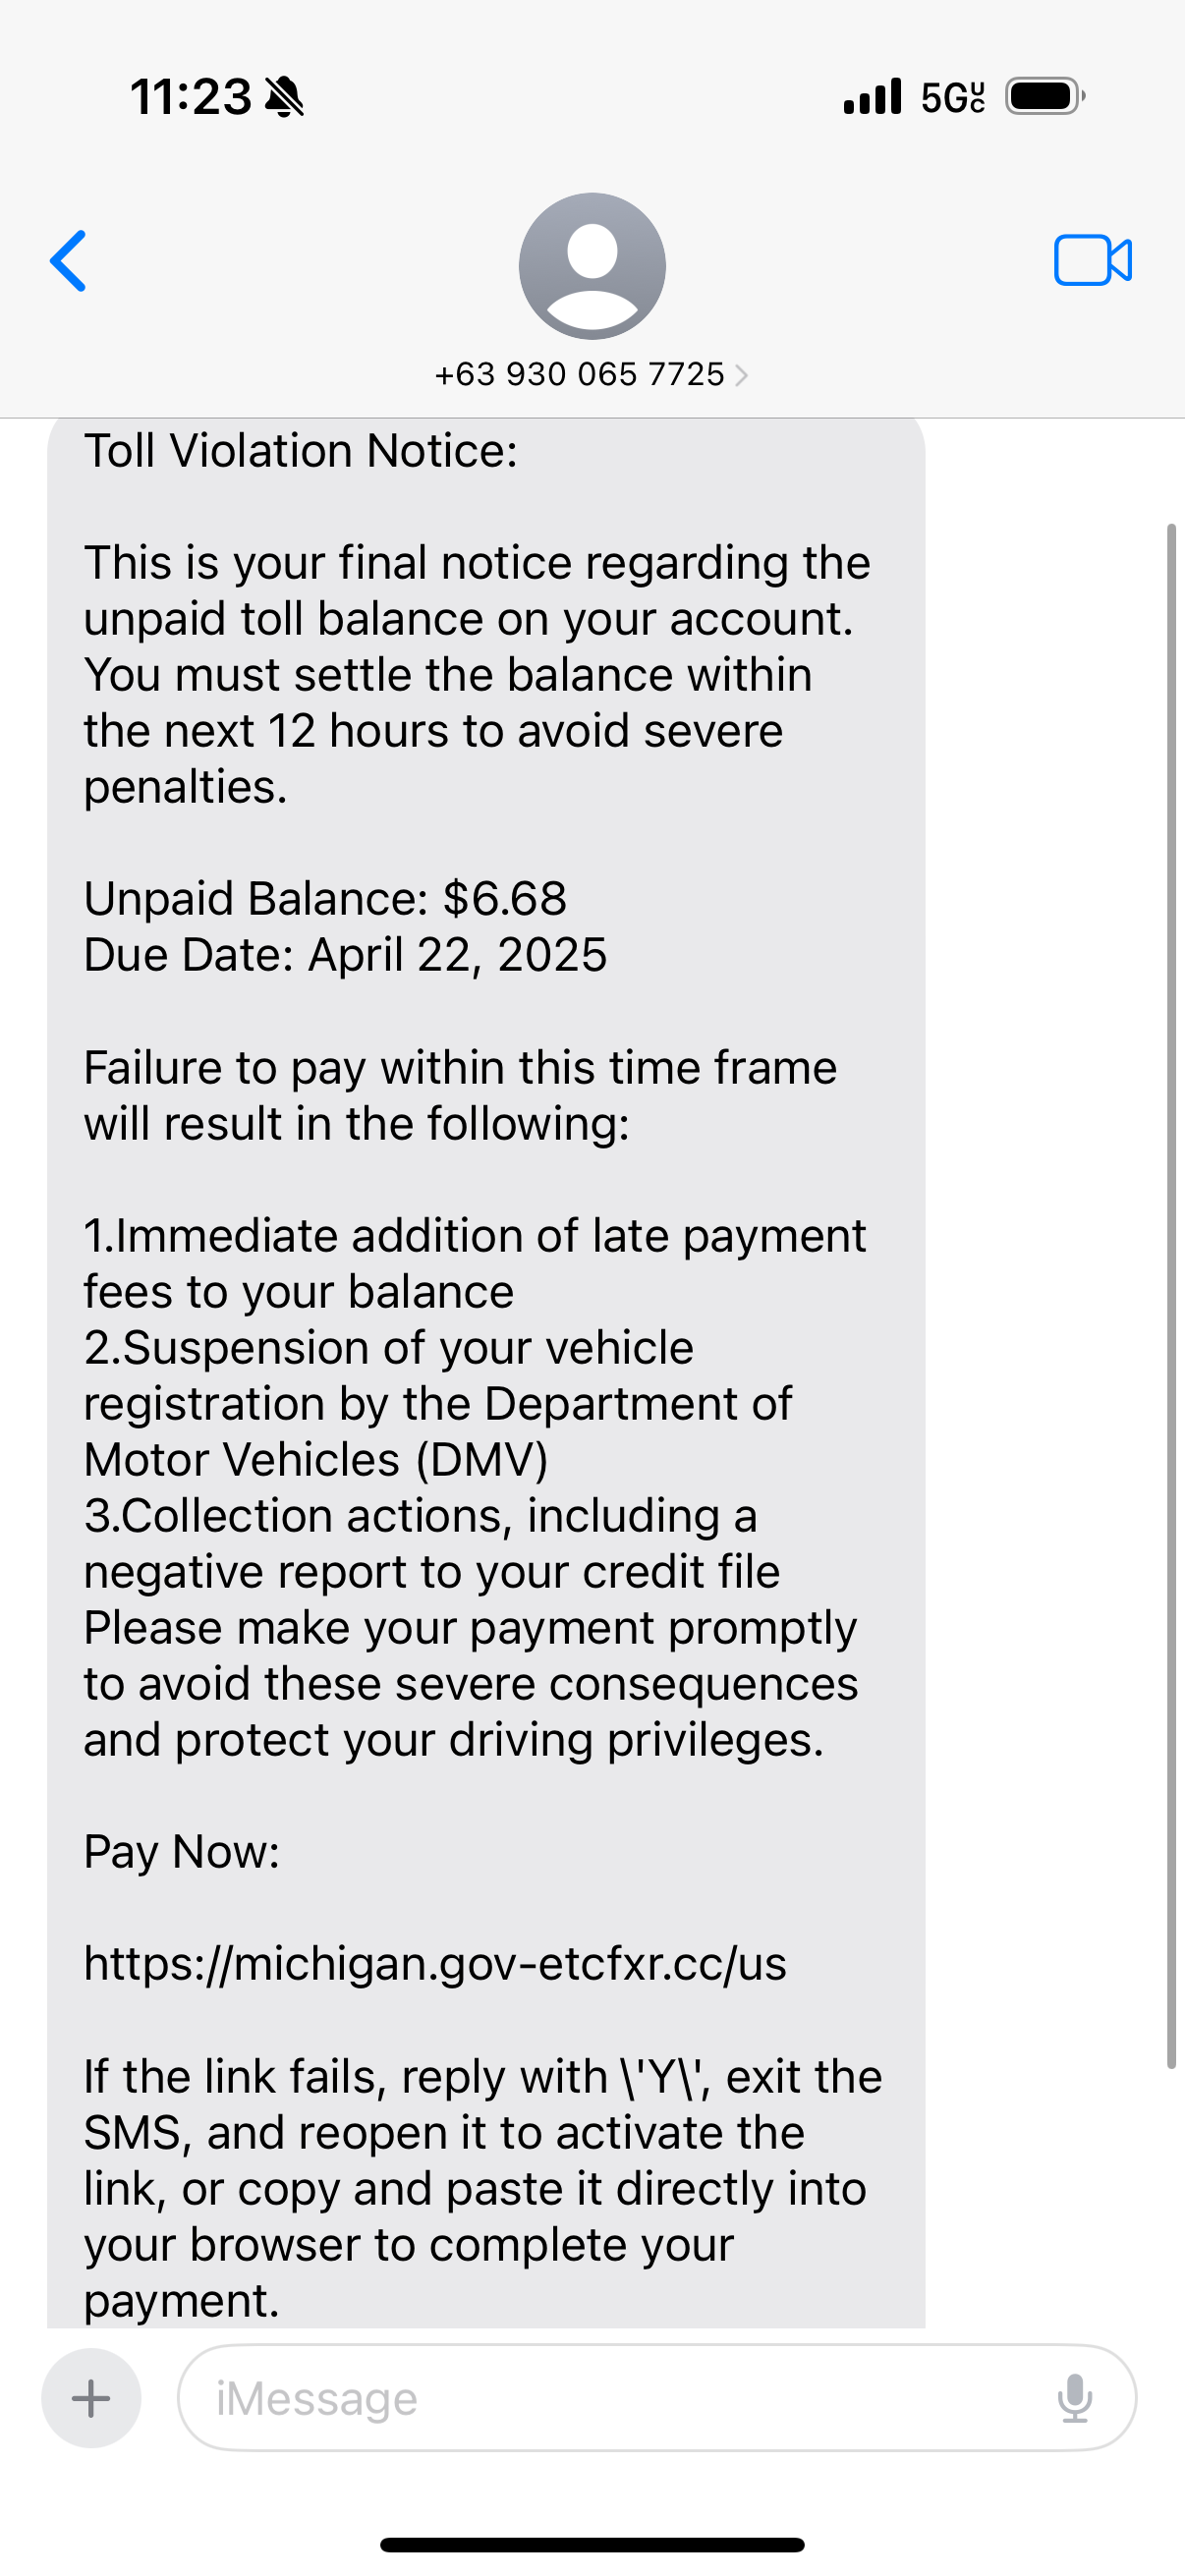 11:23
5GUC
+63 930 065 7725
Toll Violation Notice:
This is your final notice regarding the
unpaid toll balance on your account.
You must settle the balance within
the next 12 hours to avoid severe
penalties.
Unpaid Balance: $6.68
Due Date: April 22, 2025
Failure to pay within this time frame
will result in the following:
1.Immediate addition of late payment
fees to your balance
2.Suspension of your vehicle
registration by the Department of
Motor Vehicles (DMV)
3.Collection actions, including a
negative report to your credit file
Please make your payment promptly
to avoid these severe consequences
and protect your driving privileges.
Pay Now:
https://michigan.gov-etcfxr.cc/us
If the link fails, reply with \'Y\', exit the
SMS, and reopen it to activate the
link, or copy and paste it directly into
your browser to complete your
payment.
iMessage